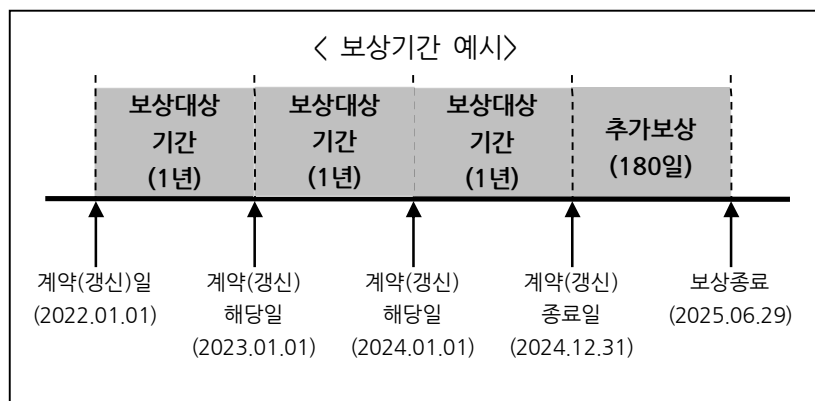 < 보상기간 예시>
보상대상
기간
(1년)
보상대상
기간
(1년)
보상대상
기간
(1년)
추가보상
(180일)
계약(갱신)일
(2022.01.01)
계약(갱신)
해당일
(2023.01.01)
계약(갱신)
해당일
(2024.01.01)
계약(갱신)
종료일
(2024.12.31)
보상종료
(2025.06.29)